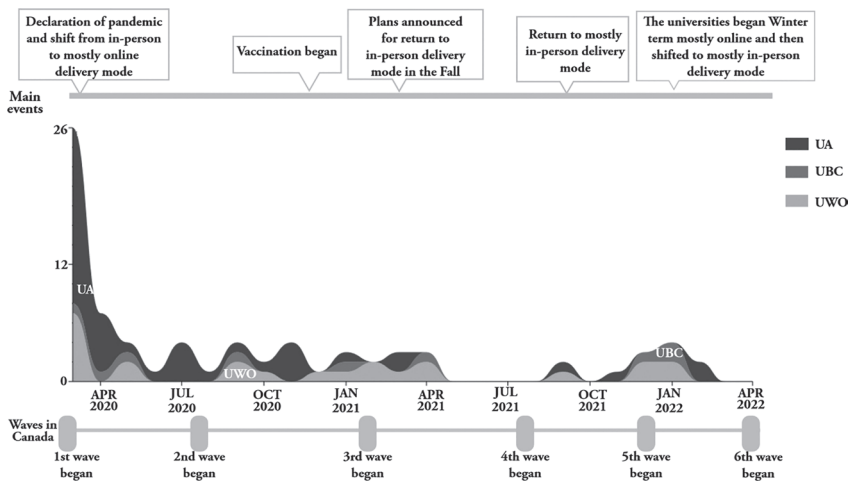 Declaration of pandemic
and shift from in-person
to mostly online
delivery mode
Vaccination began
Plans announced
for return to
in-person delivery
mode in the Fall
Return to mostly
in-person delivery
mode
The universities began Winter
term mostly online and then
shifted to mostly in-person
delivery mode
Main
events
26
12
0
UA
UBC
UWO
UA
UWO
UBC
APR
2020
JUL
2020
OCT
2020
JAN
2021
APR
2021
JUL
2021
OCT
2021
JAN
2022
APR
2022
Waves in
Canada
1st wave
began
2nd wave
began
3rd wave
began
4th wave
began
5th wave
began
6th wave
began